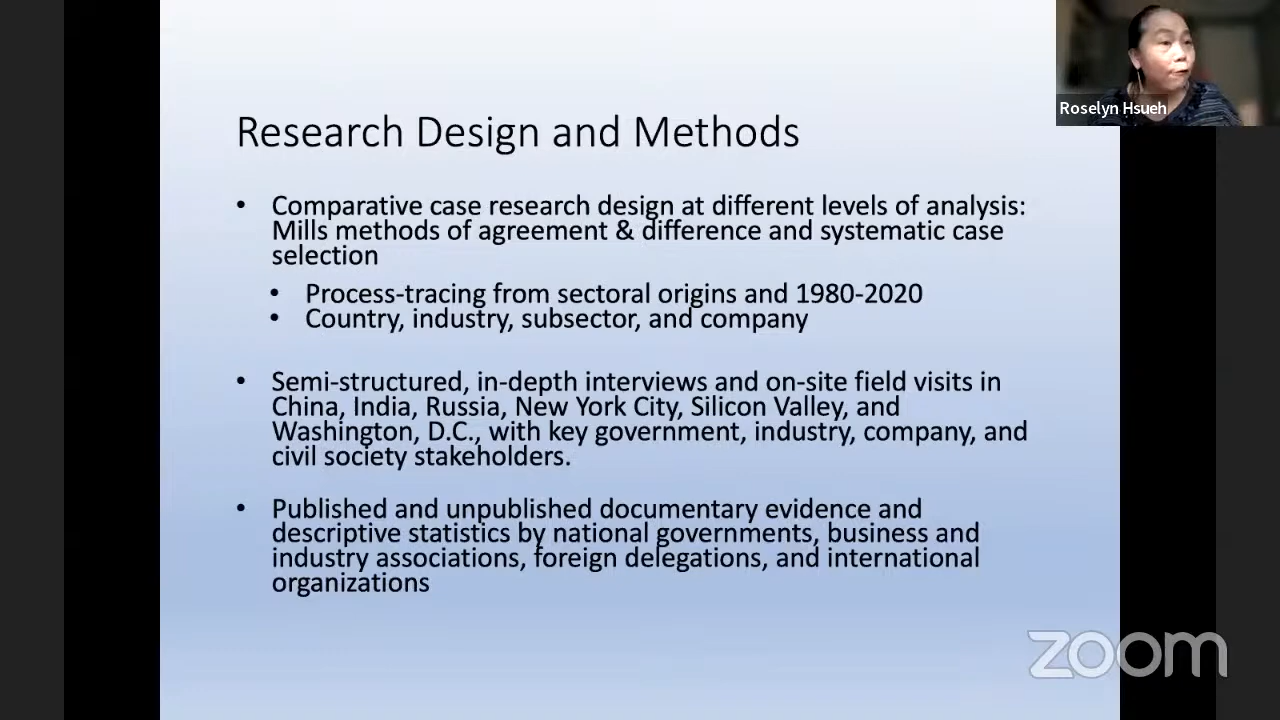 Roselyn Hsueh
Research Design and Methods
• Comparative case research design at different levels of analysis:
Mills methods of agreement & difference and systematic case
selection
• Process-tracing from sectoral origins and 1980-2020
• Country, industry, subsector, and company
• Semi-structured, in-depth interviews and on-site field visits in
China, India, Russia, New York City, Silicon Valley, and
Washington, D.C., with key government, industry, company, and
civil society stakeholders.
• Published and unpublished documentary evidence and
descriptive statistics by national governments, business and
industry associations, foreign delegations, and international
organizations
zoom